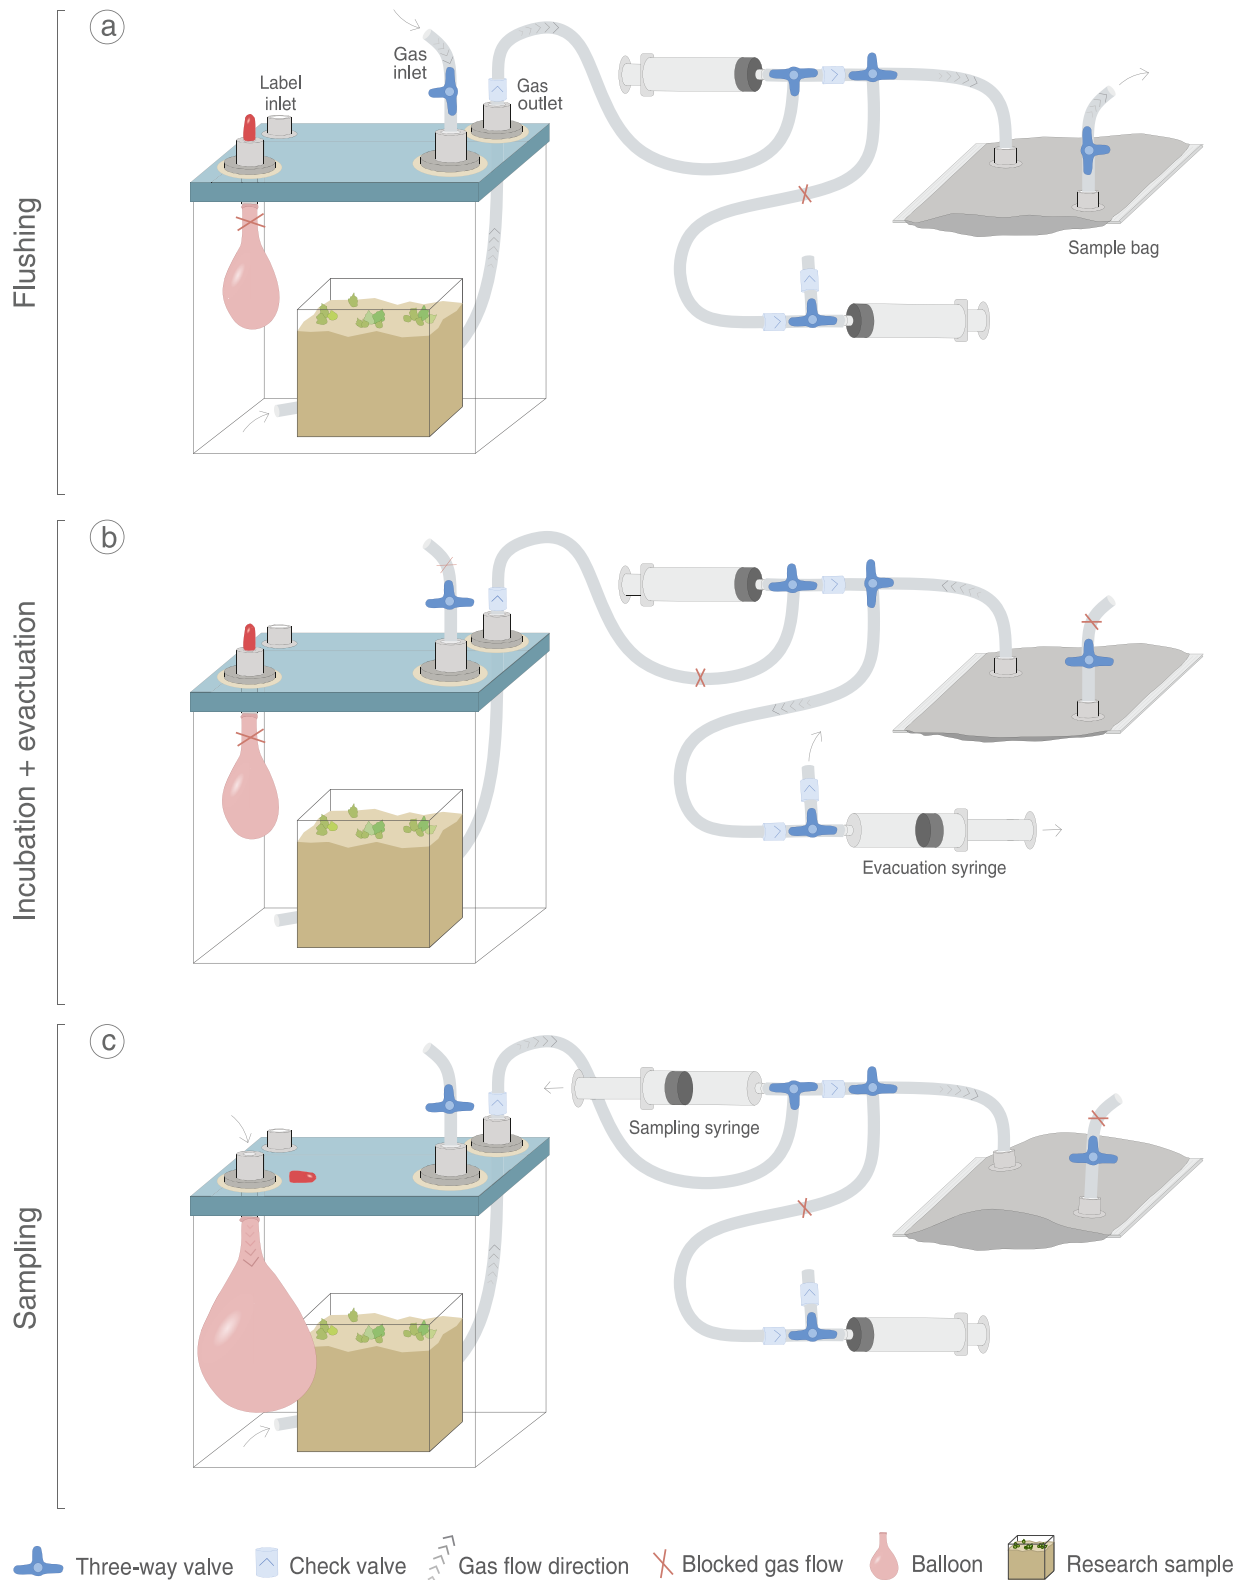 Flushing
a
Label
inlet
Gas
inlet
Gas
outlet
Sample bag
Incubation + evactuation
b
Evacuation syringe
Sampling
c
Sampling syringe
Three-way valve
Check valve
Gas flow direction
Blocked gas flow
Balloon
Research sample